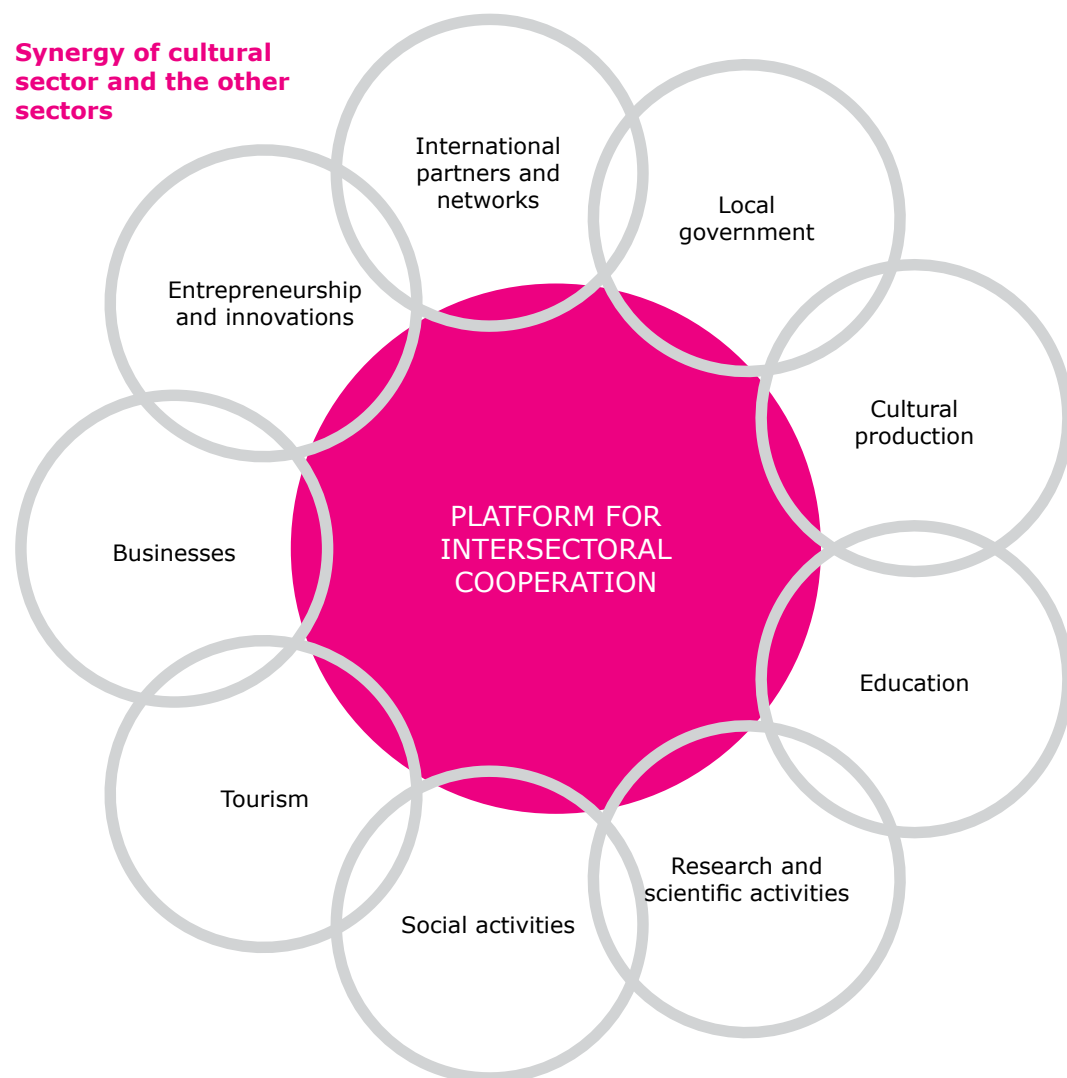 Synergy of cultural
sector and the other
sectors
International
partners and
networks
Local
government
Entrepreneurship
and innovations
Cultural
production
PLATFORM FOR
INTERSECTORAL
COOPERATION
Businesses
Education
Tourism
Research and
scientific activities
Social activities